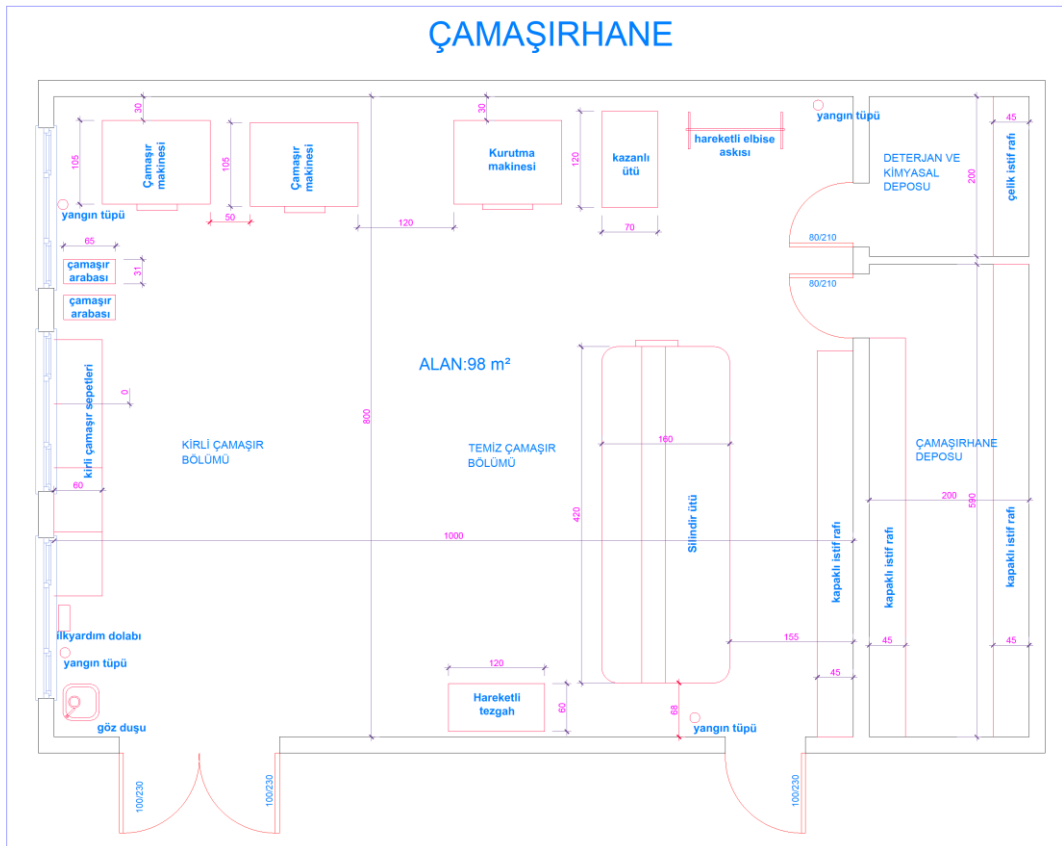 ÇAMAŞIRHANE
30
30
yangın tüpü
45
105
Çamaşır
makinesi
105
Çamaşır
makinesi
Kurutma
makinesi
120
kazanlı
ütü
hareketli elbise
askısı
DETERJAN VE
KİMYASAL
DEPOSU
200
çelik istif rafı
yangın tüpü
50
120
70
65
80/210
çamaşır
arabası
31
80/210
çamaşır
arabası
ALAN:98 m²
kirli çamaşır sepetleri
0
800
KİRLİ ÇAMAŞIR
BÖLÜMÜ
TEMİZ ÇAMAŞIR
BÖLÜMÜ
160
ÇAMAŞIRHANE
DEPOSU
60
420
Silindir ütü
200
590
1000
kapaklı istif rafı
kapaklı istif rafı
kapaklı istif rafı
ilkyardım dolabı
155
45
45
45
yangın tüpü
120
Hareketli
tezgah
60
68
göz duşu
yangın tüpü
100/230
100/230
100/230